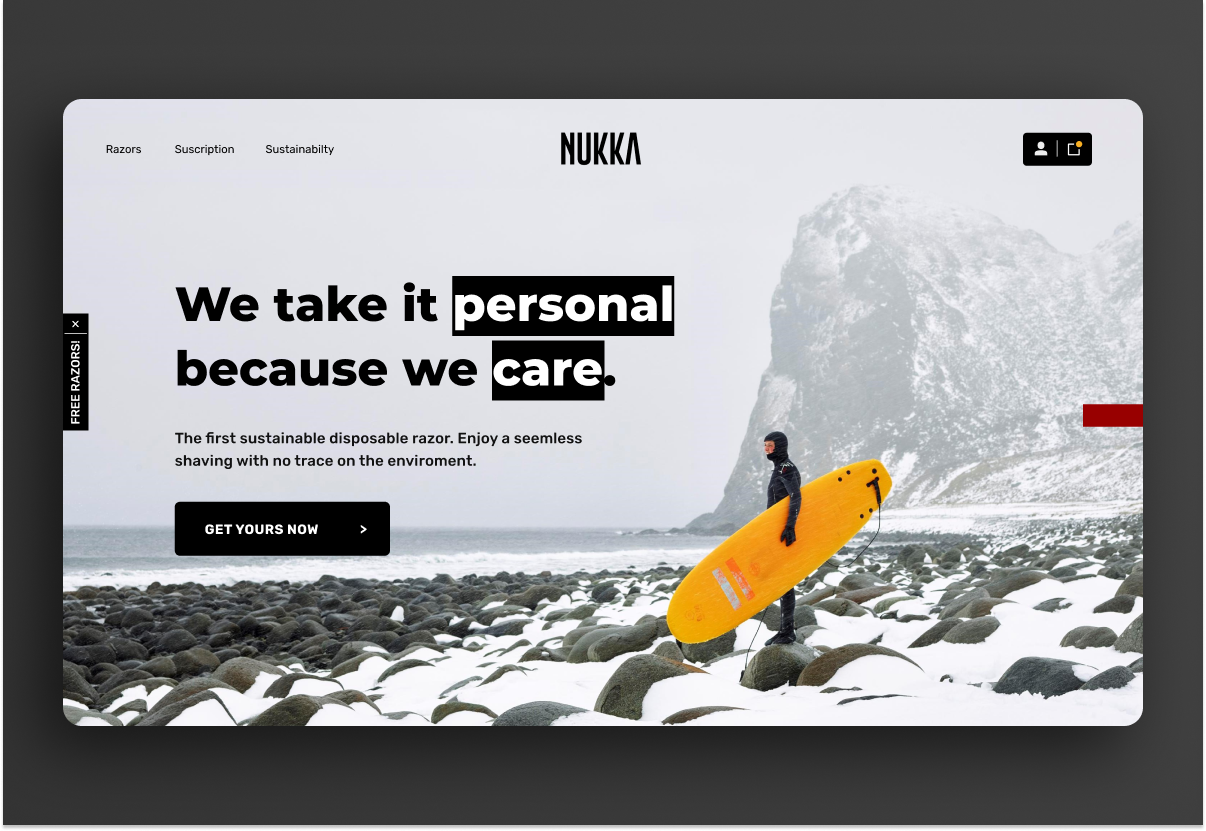 Razors
Suscription
Sustainabilty
NUKKA
We take it personal
because we care.
FREE RAZORS! ×
The first sustainable disposable razor. Enjoy a seemless
shaving with no trace on the enviroment.
GET YOURS NOW >